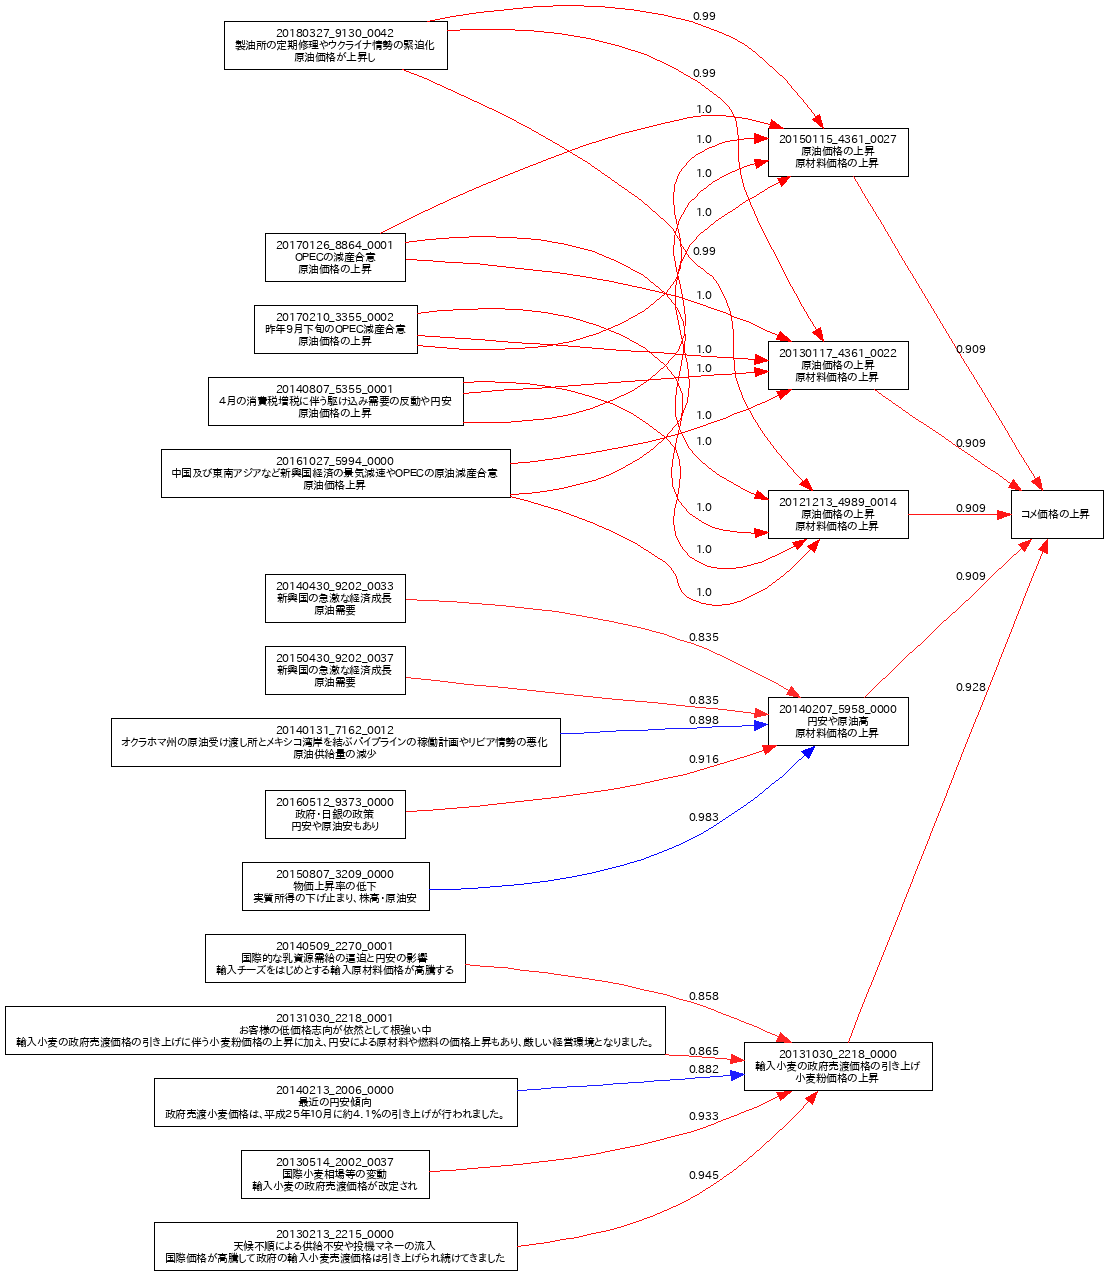 20180327_9130_0042
製油所の定期修理やウクライナ情勢の緊迫化
原油価格が上昇し
20170126_8864_0001
OPECの減産合意
原油価格の上昇
20170210_3355_0002
昨年9月下旬のOPEC減産合意
原油価格の上昇
20140807_5355_0001
4月の消費税増税に伴う駆け込み需要の反動や円安
原油価格の上昇
20161027_5994_0000
中国及び東南アジアなど新興国経済の景気減速やOPECの原油減産合意
原油価格上昇
20140430_9202_0033
新興国の急激な経済成長
原油需要
20150430_9202_0037
新興国の急激な経済成長
原油需要
20140131_7162_0012
オクラホマ州の原油受け渡し所とメキシコ湾岸を結ぶパイプラインの稼働計画やリビア情勢の悪化
原油供給量の減少
20160512_9373_0000
政府・日銀の政策
円安や原油安もあり
20150807_3209_0000
物価上昇率の低下
実質所得の下げ止まり、株高・原油安
20140509_2270_0001
国際的な乳資源需給の逼迫と円安の影響
輸入チーズをはじめとする輸入原材料価格が高騰する
20131030_2218_0001
お客様の低価格志向が依然として根強い中
輸入小麦の政府売渡価格の引き上げに伴う小麦粉価格の上昇に加え、円安による原材料や燃料の価格上昇もあり、厳しい経営環境となりました。
20140213_2006_0000
最近の円安傾向
政府売渡小麦価格は、平成25年10月に約4.1%の引き上げが行われました。
20130514_2002_0037
国際小麦相場等の変動
輸入小麦の政府売渡価格が改定され
20130213_2215_0000
天候不順による供給不安や投機マネーの流入
国際価格が高騰して政府の輸入小麦売渡価格は引き上げられ続けてきました
0.99
0.99
1.0
1.0
1.0
1.0
0.99
1.0
1.0
1.0
1.0
1.0
1.0
1.0
1.0
0.835
0.835
0.898
0.916
0.983
0.858
0.865
0.882
0.933
0.945
20150115_4361_0027
原油価格の上昇
原材料価格の上昇
20130117_4361_0022
原油価格の上昇
原材料価格の上昇
20121213_4989_0014
原油価格の上昇
原材料価格の上昇
20140207_5958_0000
円安や原油高
原材料価格の上昇
20131030_2218_0000
輸入小麦の政府売渡価格の引き上げ
小麦粉価格の上昇
0.909
0.909
0.909
0.909
0.928
コメ価格の上昇